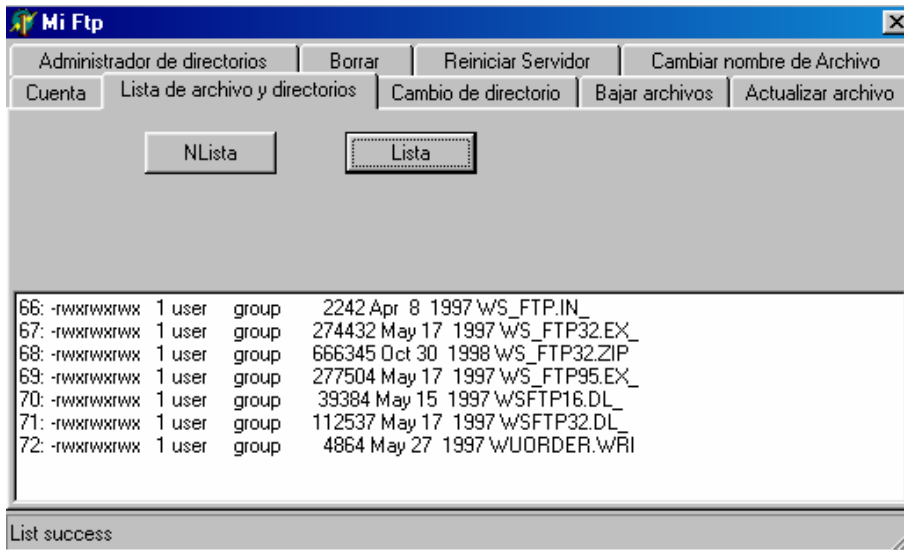 Mi Ftp
Administrador de directorios Borrar Reiniciar Servidor Cambiar nombre de Archivo
Cuenta Lista de archivo y directorios Cambio de directorio Bajar archivos Actualizar archivo
NLista Lista
66: -rwxrwxrwx 1 user group 2242 Apr 8 1997 WS_FTP.IN_
67: -rwxrwxrwx 1 user group 274432 May 17 1997 WS_FTP32.EX_
68: -rwxrwxrwx 1 user group 666345 Oct 30 1998 WS_FTP32.ZIP
69: -rwxrwxrwx 1 user group 277504 May 17 1997 WS_FTP95.EX_
70: -rwxrwxrwx 1 user group 39384 May 15 1997 WSFTP16.DL_
71: -rwxrwxrwx 1 user group 112537 May 17 1997 WSFTP32.DL_
72: -rwxrwxrwx 1 user group 4864 May 27 1997 WUORDER.WRI
List success